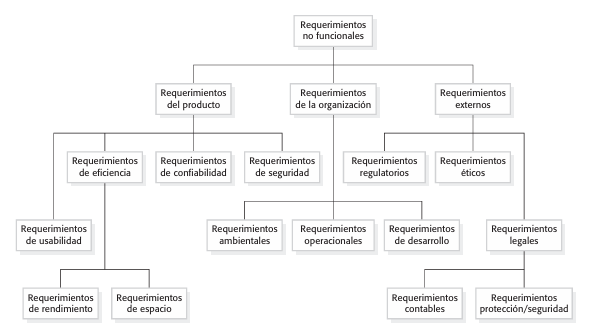 Requerimientos
no funcionales
Requerimientos
del producto
Requerimientos
de la organización
Requerimientos
externos
Requerimientos
de eficiencia
Requerimientos
de confiabilidad
Requerimientos
de seguridad
Requerimientos
regulatorios
Requerimientos
éticos
Requerimientos
de usabilidad
Requerimientos
ambientales
Requerimientos
operacionales
Requerimientos
de desarrollo
Requerimientos
legales
Requerimientos
de rendimiento
Requerimientos
de espacio
Requerimientos
contables
Requerimientos
protección/seguridad